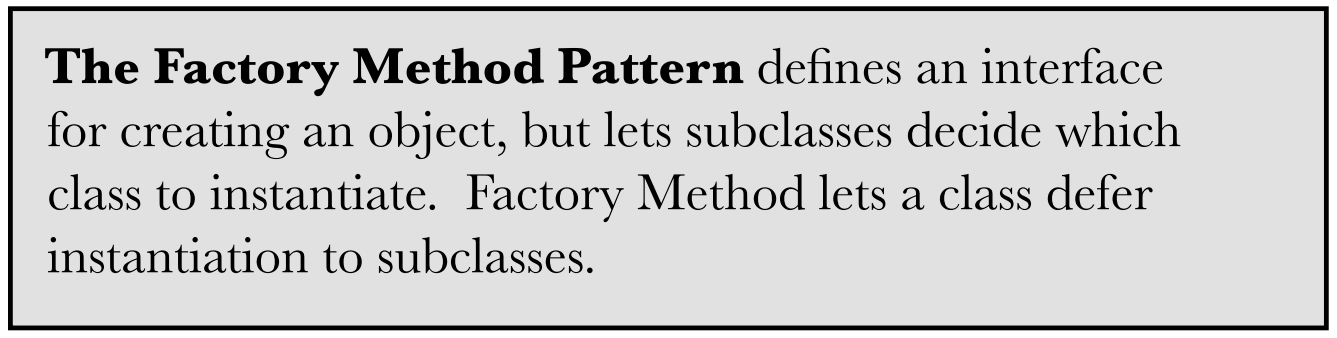 The Factory Method Pattern defines an interface
for creating an object, but lets subclasses decide which
class to instantiate.  Factory Method lets a class defer
instantiation to subclasses.